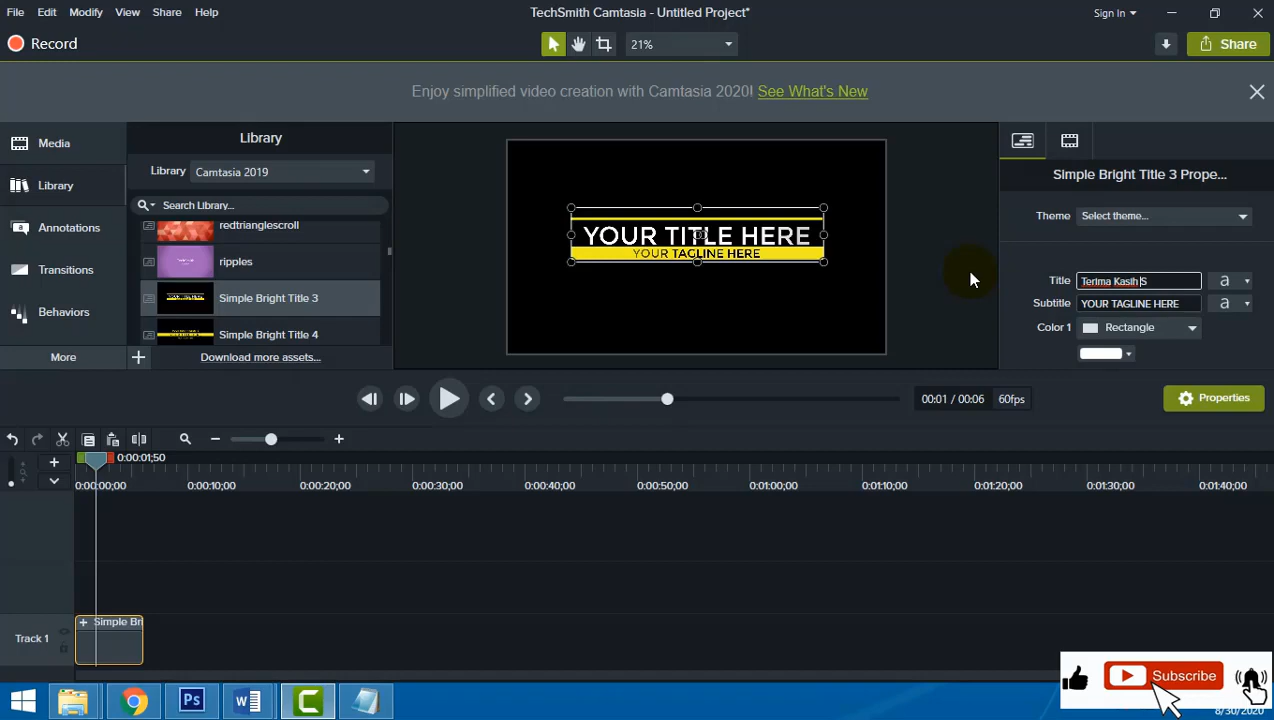 File Edit Modify View Share Help
TechSmith Camtasia - Untitled Project*
Sign In
Record
21%
Share
Enjoy simplified video creation with Camtasia 2020! See What's New
Media
Library
Annotations
Transitions
Behaviors
More
Library
Library Camtasia 2019
Search Library...
redtrianglescroll
ripples
Simple Bright Title 3
Simple Bright Title 4
Download more assets...
YOUR TITLE HERE
YOUR TAGLINE HERE
Simple Bright Title 3 Prope...
Theme Select theme...
Title Terima Kasih S a
Subtitle YOUR TAGLINE HERE a
Color 1 Rectangle
00:01 / 00:06 60fps
Properties
0:00:01;50
0:00:00;00 0:00:10;00 0:00:20;00 0:00:30;00 0:00:40;00 0:00:50;00 0:01:00;00 0:01:10;00 0:01:20;00 0:01:30;00 0:01:40;00
Track 1
+ Simple Bri
Subscribe
Ps
8/30/2020